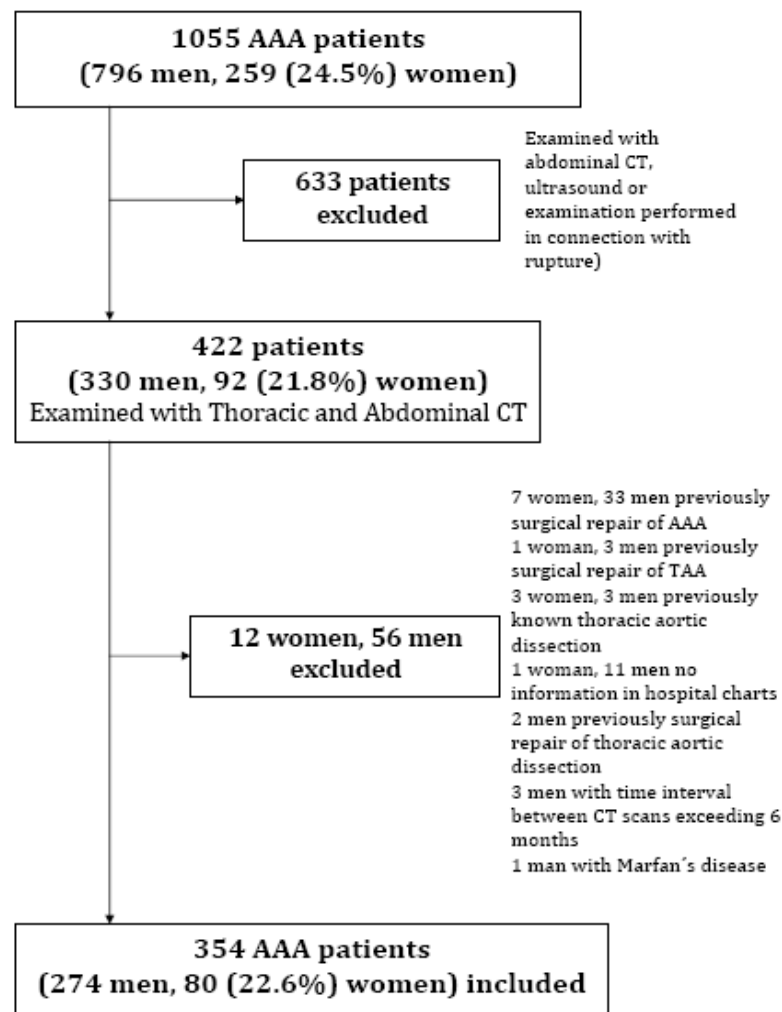 1055 AAA patients
(796 men, 259 (24.5%) women)
633 patients
excluded
Examined with
abdominal CT,
ultrasound or
examination performed
in connection with
rupture)
422 patients
(330 men, 92 (21.8%) women)
Examined with Thoracic and Abdominal CT
12 women, 56 men
excluded
7 women, 33 men previously
surgical repair of AAA
1 woman, 3 men previously
surgical repair of TAA
3 women, 3 men previously
known thoracic aortic
dissection
1 woman, 11 men no
information in hospital charts
2 men previously surgical
repair of thoracic aortic
dissection
3 men with time interval
between CT scans exceeding 6
months
1 man with Marfan´s disease
354 AAA patients
(274 men, 80 (22.6%) women) included